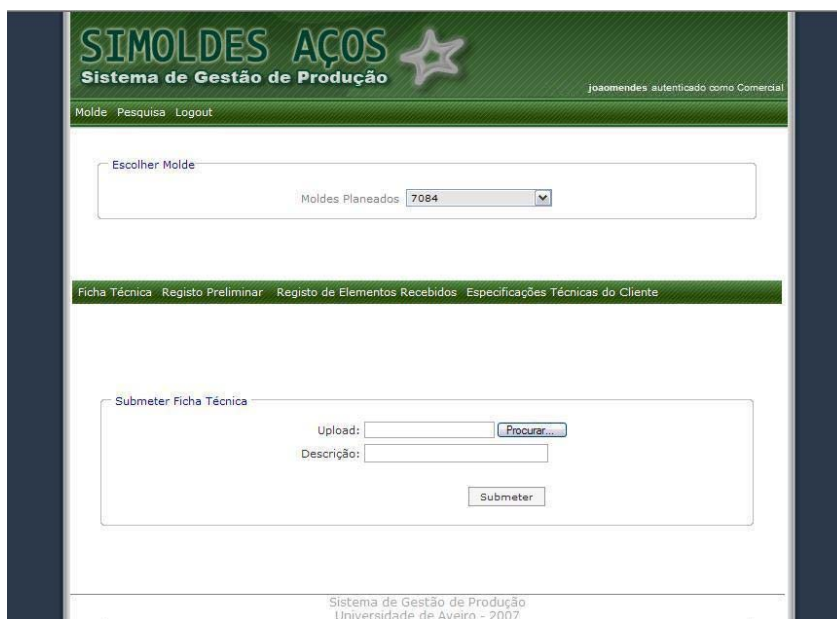 SIMOLDES AÇOS
Sistema de Gestão de Produção
joaomendes autenticado como Comercial
Molde Pesquisa Logout
Escolher Molde
Moldes Planeados 7084
Ficha Técnica Registo Preliminar Registo de Elementos Recebidos Especificações Técnicas do Cliente
Submeter Ficha Técnica
Upload: Procurar...
Descrição:
Submeter
Sistema de Gestão de Produção
Universidade de Aveiro - 2007